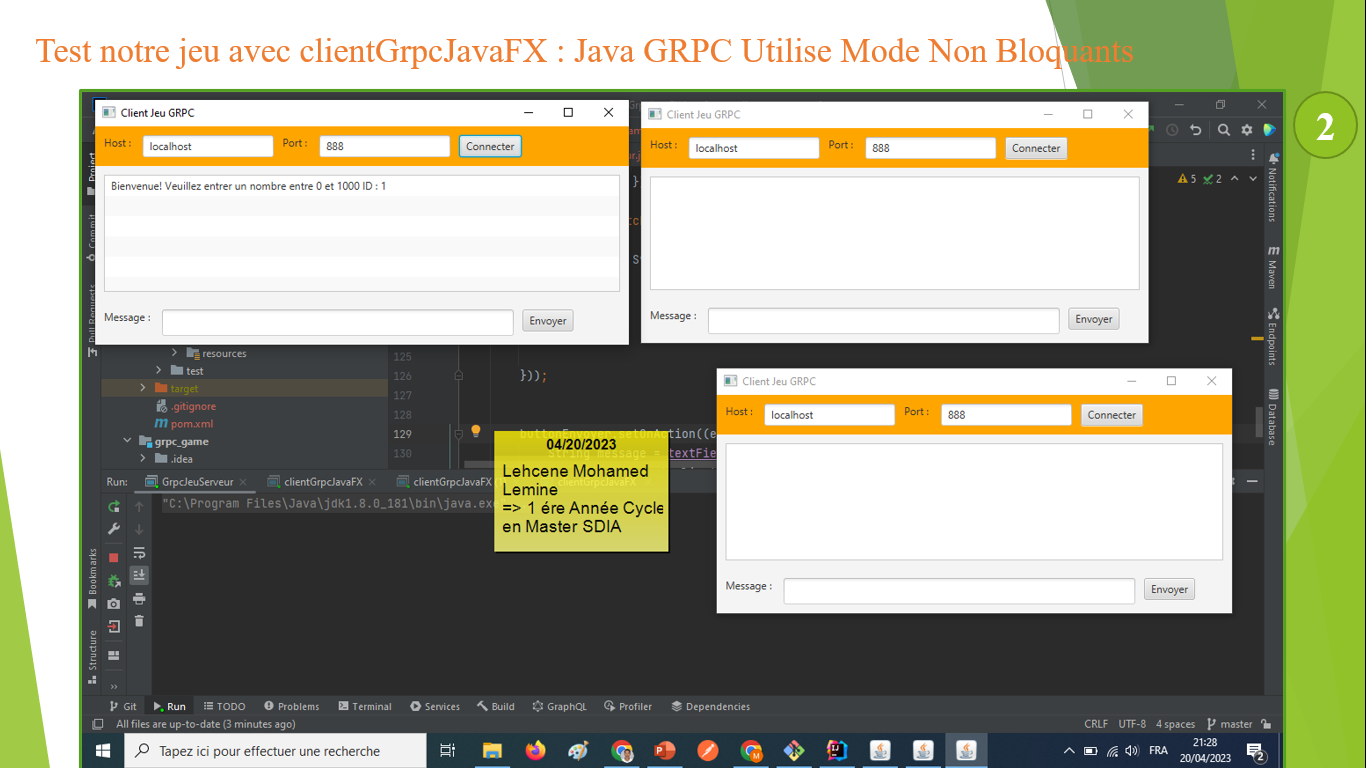 Test notre jeu avec clientGrpcJavaFX : Java GRPC Utilise Mode Non Bloquants
2
Client Jeu GRPC
Host :
localhost
Port :
888
Connecter
Bienvenue! Veuillez entrer un nombre entre 0 et 1000 ID : 1
Message :
Envoyer
Client Jeu GRPC
Host :
localhost
Port :
888
Connecter
Message :
Envoyer
Client Jeu GRPC
Host :
localhost
Port :
888
Connecter
Message :
Envoyer
Project
Commit
Pull Requests
Bookmarks
Structure
5 2
Notifications
Maven
Endpoints
Database
resources
test
target
.gitignore
pom.xml
grpc_game
.idea
125
126 }));
127
128
129 buttonEnvoyer.setOnAction((e
130 String message = textFie
04/20/2023
Lehcene Mohamed
Lemine
=> 1 ére Année Cycle
en Master SDIA
Run: GrpcJeuServeur clientGrpcJavaFX clientGrpcJavaFX clientGrpcJavaFX
"C:\Program Files\Java\jdk1.8.0_181\bin\java.exe
Git Run TODO Problems Terminal Services Build GraphQL Profiler Dependencies
All files are up-to-date (3 minutes ago)
CRLF UTF-8 4 spaces master
Tapez ici pour effectuer une recherche
FRA
21:28
20/04/2023
2